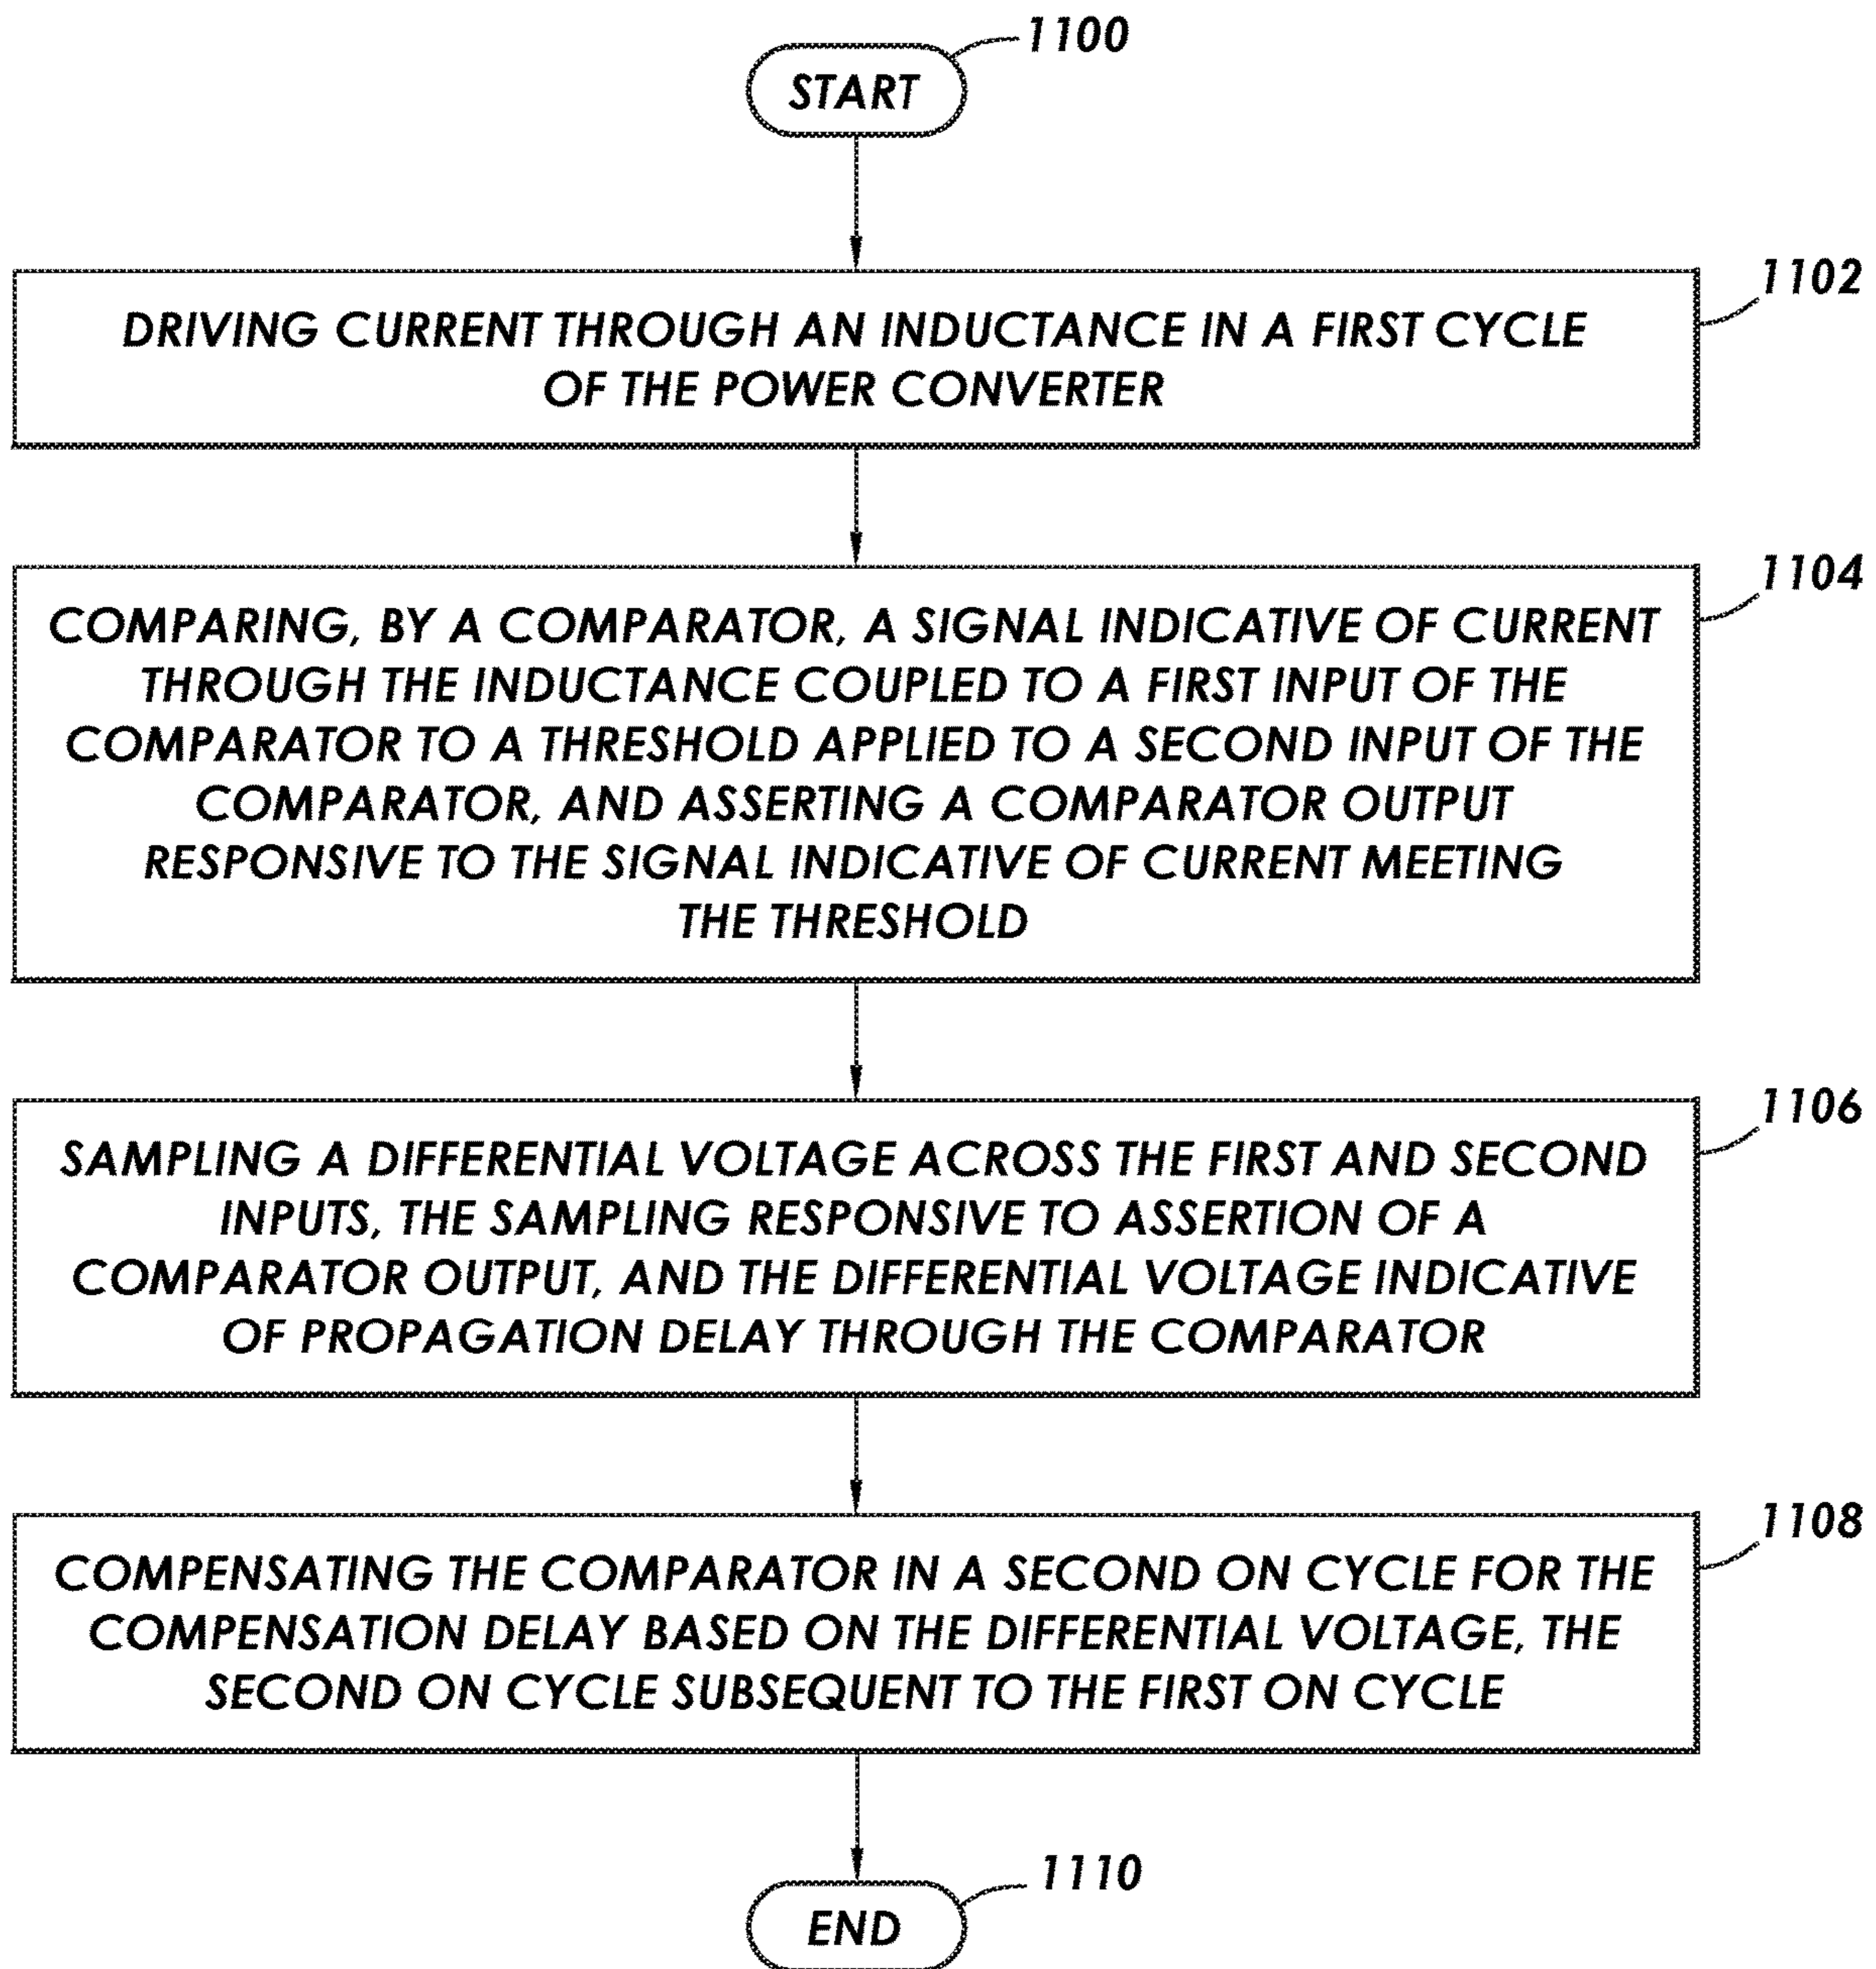 1100
START
1102
DRIVING CURRENT THROUGH AN INDUCTANCE IN A FIRST CYCLE
OF THE POWER CONVERTER
1104
COMPARING, BY A COMPARATOR, A SIGNAL INDICATIVE OF CURRENT
THROUGH THE INDUCTANCE COUPLED TO A FIRST INPUT OF THE
COMPARATOR TO A THRESHOLD APPLIED TO A SECOND INPUT OF THE
COMPARATOR, AND ASSERTING A COMPARATOR OUTPUT
RESPONSIVE TO THE SIGNAL INDICATIVE OF CURRENT MEETING
THE THRESHOLD
1106
SAMPLING A DIFFERENTIAL VOLTAGE ACROSS THE FIRST AND SECOND
INPUTS, THE SAMPLING RESPONSIVE TO ASSERTION OF A
COMPARATOR OUTPUT, AND THE DIFFERENTIAL VOLTAGE INDICATIVE
OF PROPAGATION DELAY THROUGH THE COMPARATOR
1108
COMPENSATING THE COMPARATOR IN A SECOND ON CYCLE FOR THE
COMPENSATION DELAY BASED ON THE DIFFERENTIAL VOLTAGE, THE
SECOND ON CYCLE SUBSEQUENT TO THE FIRST ON CYCLE
1110
END